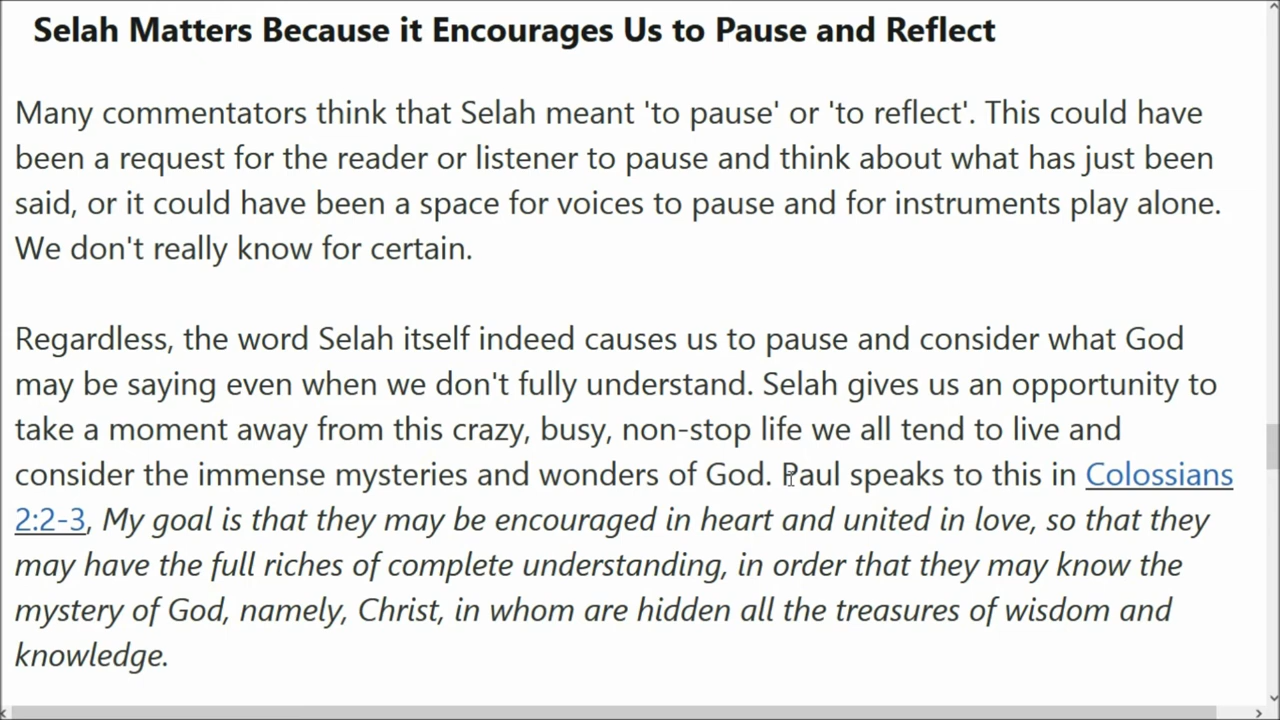 Selah Matters Because it Encourages Us to Pause and Reflect
Many commentators think that Selah meant 'to pause' or 'to reflect'. This could have
been a request for the reader or listener to pause and think about what has just been
said, or it could have been a space for voices to pause and for instruments play alone.
We don't really know for certain.
Regardless, the word Selah itself indeed causes us to pause and consider what God
may be saying even when we don't fully understand. Selah gives us an opportunity to
take a moment away from this crazy, busy, non-stop life we all tend to live and
consider the immense mysteries and wonders of God. Paul speaks to this in Colossians
2:2-3, My goal is that they may be encouraged in heart and united in love, so that they
may have the full riches of complete understanding, in order that they may know the
mystery of God, namely, Christ, in whom are hidden all the treasures of wisdom and
knowledge.